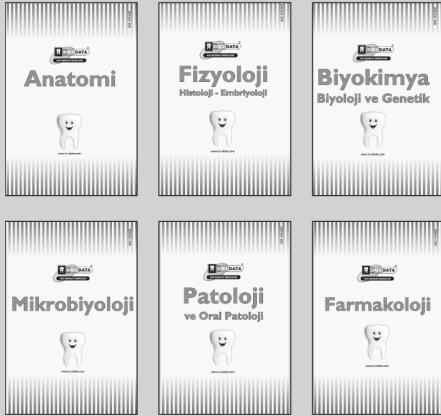 DATA
Anatomi
DATA
Fizyoloji
Histoloji - Embriyoloji
DATA
Biyokimya
Biyoloji ve Genetik
DATA
Mikrobiyoloji
DATA
Patoloji
ve Oral Patoloji
DATA
Farmakoloji